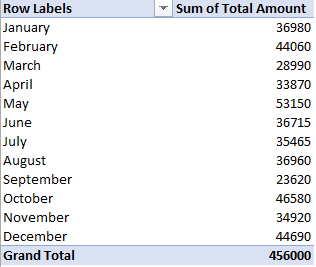 Row Labels Sum of Total Amount
January 36980
February 44060
March 28990
April 33870
May 53150
June 36715
July 35465
August 36960
September 23620
October 46580
November 34920
December 44690
Grand Total 456000